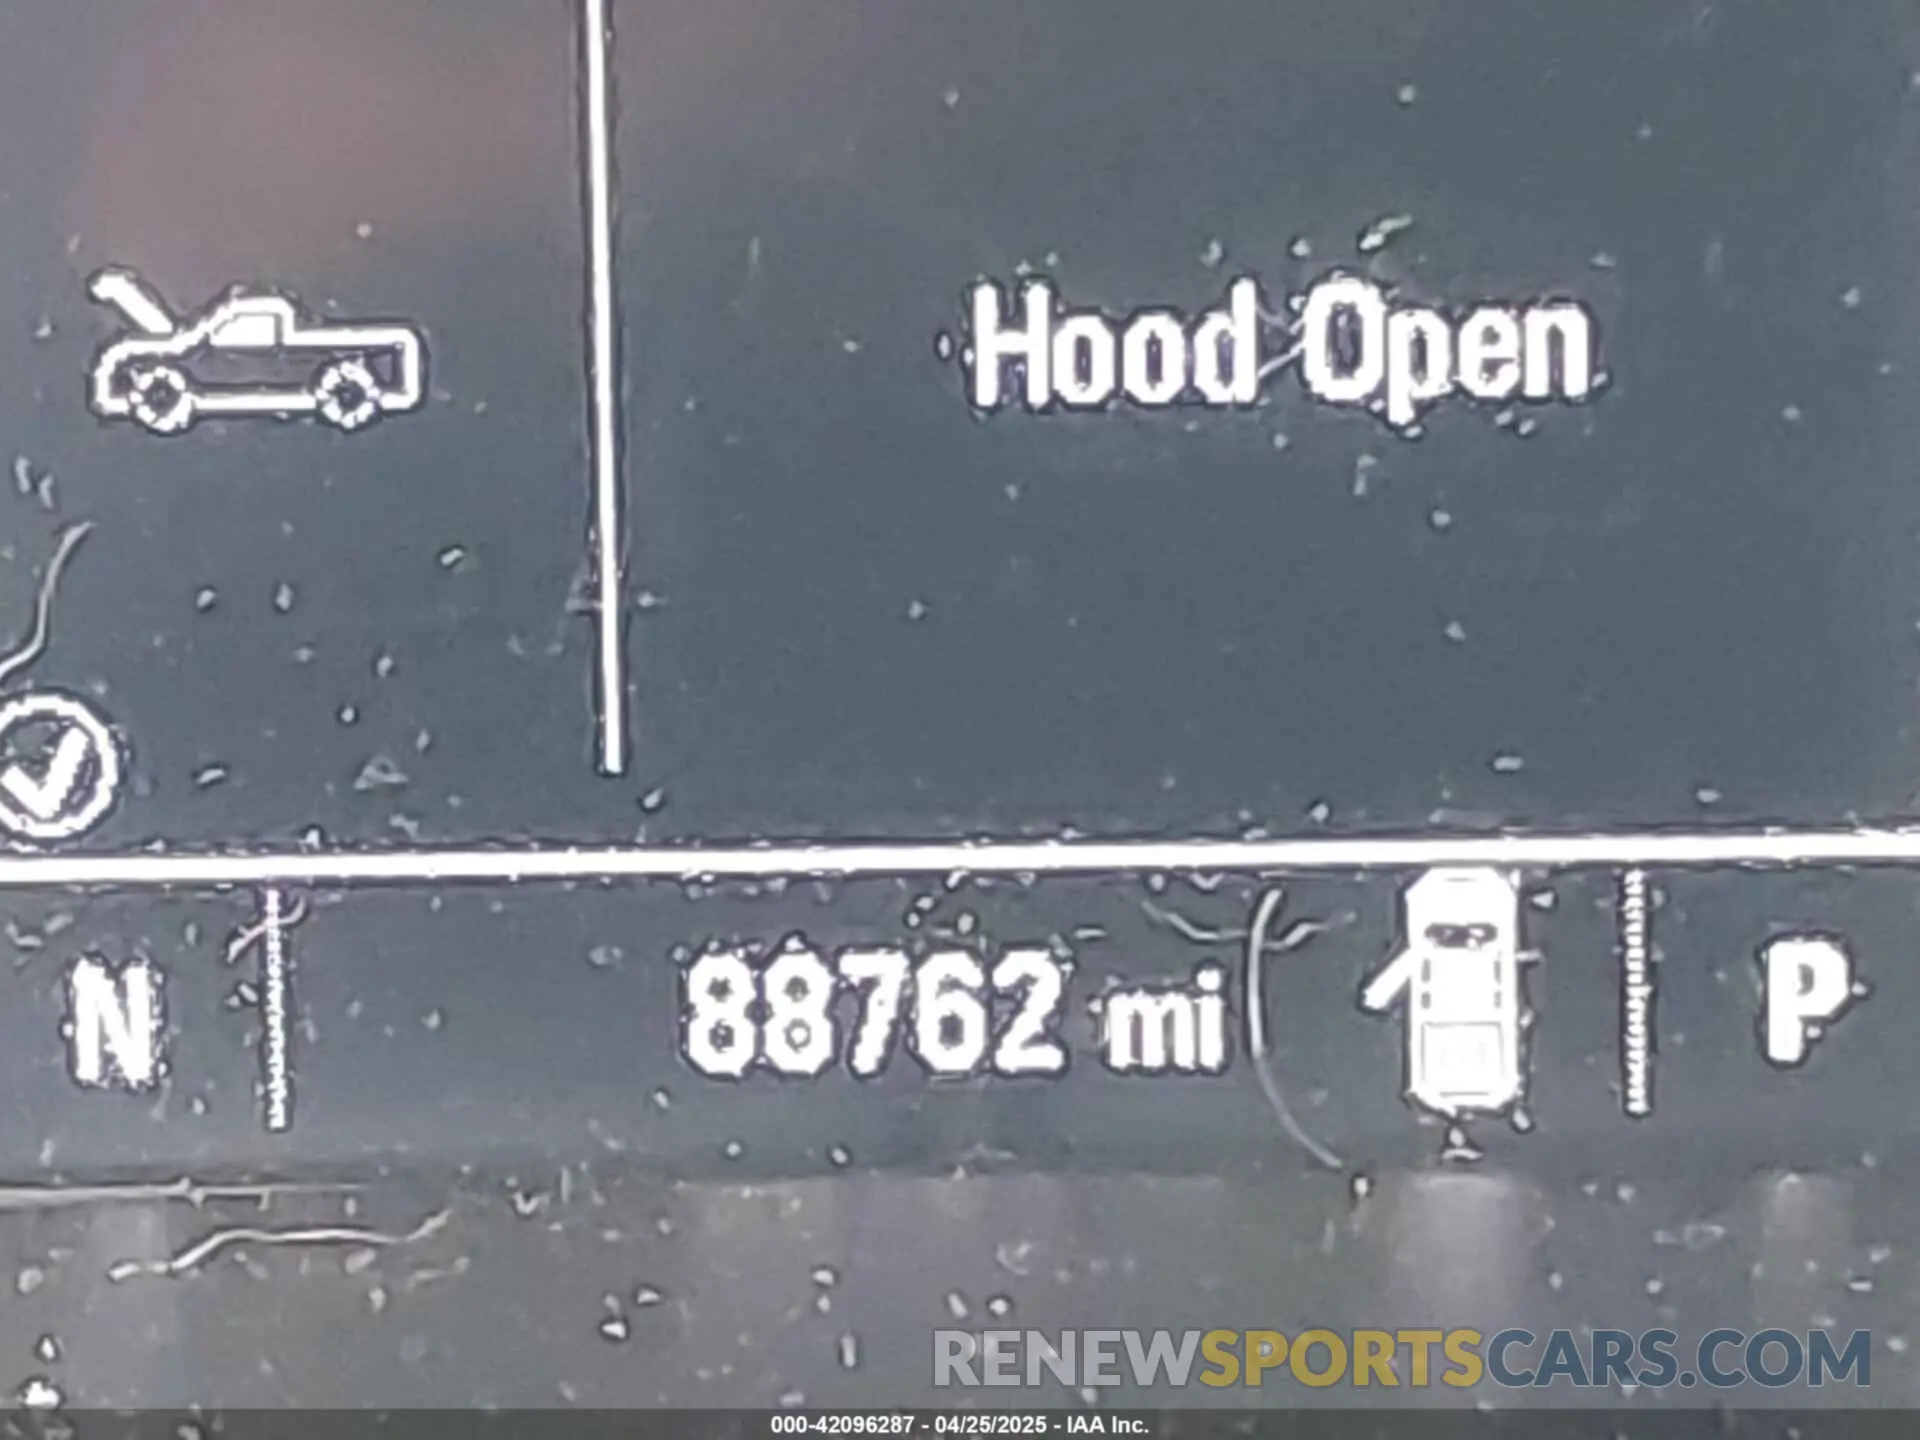 Hood Open
N 88762 mi P
RENEWSPORTSCARS.COM
000-42096287 - 04/25/2025 - IAA Inc.